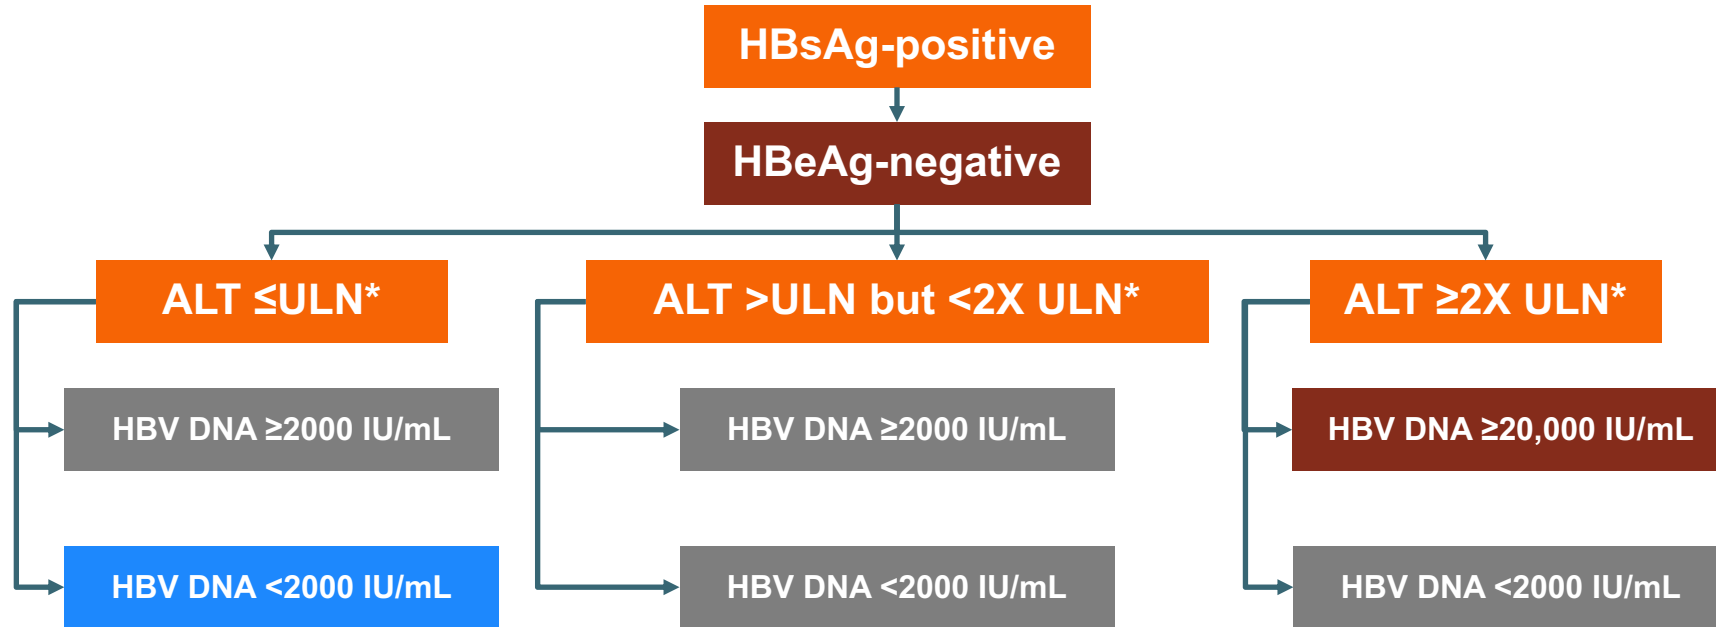 HBsAg-positive
HBeAg-negative
ALT ≤ULN*
ALT >ULN but <2X ULN*
ALT ≥2X ULN*
HBV DNA ≥2000 IU/mL
HBV DNA ≥2000 IU/mL
HBV DNA ≥20,000 IU/mL
HBV DNA <2000 IU/mL
HBV DNA <2000 IU/mL
HBV DNA <2000 IU/mL